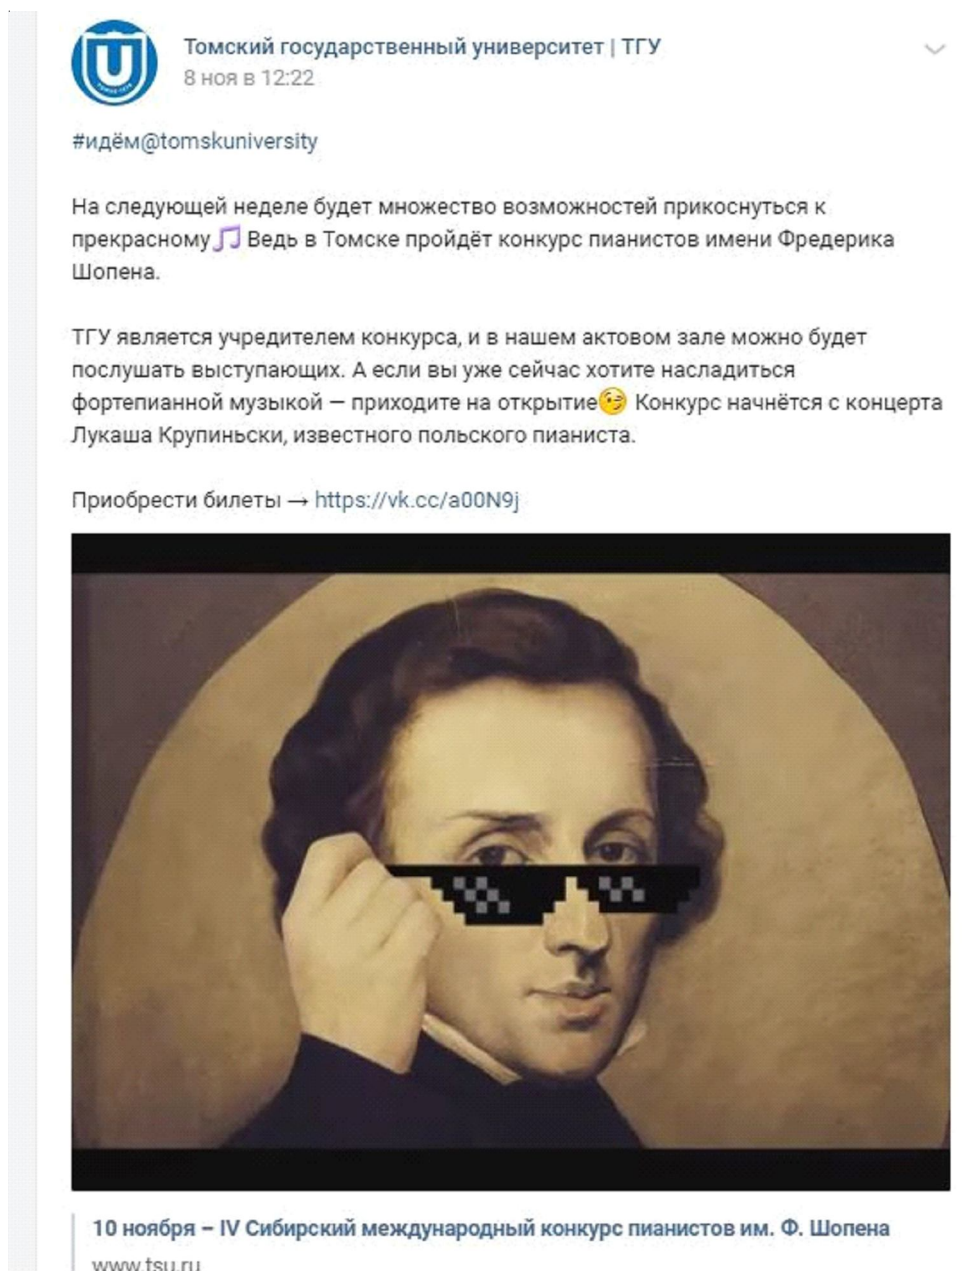 Томский государственный университет | ТГУ
8 ноя в 12:22
#идём@tomskuniversity
На следующей неделе будет множество возможностей прикоснуться к
прекрасному🎵 Ведь в Томске пройдёт конкурс пианистов имени Фредерика
Шопена.
ТГУ является учредителем конкурса, и в нашем актовом зале можно будет
послушать выступающих. А если вы уже сейчас хотите насладиться
фортепианной музыкой — приходите на открытие😉 Конкурс начнётся с концерта
Лукаша Крупиньски, известного польского пианиста.
Приобрести билеты → https://vk.cc/a00N9j
10 ноября – IV Сибирский международный конкурс пианистов им. Ф. Шопена
www.tsu.ru